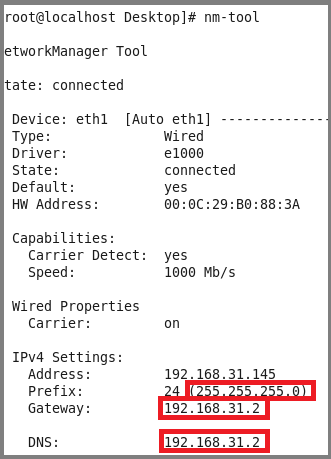 root@localhost Desktop]# nm-tool
etworkManager Tool
tate: connected
Device: eth1 [Auto eth1] --------------
Type: Wired
Driver: e1000
State: connected
Default: yes
HW Address: 00:0C:29:B0:88:3A
Capabilities:
Carrier Detect: yes
Speed: 1000 Mb/s
Wired Properties
Carrier: on
IPv4 Settings:
Address: 192.168.31.145
Prefix: 24 (255.255.255.0)
Gateway: 192.168.31.2
DNS: 192.168.31.2